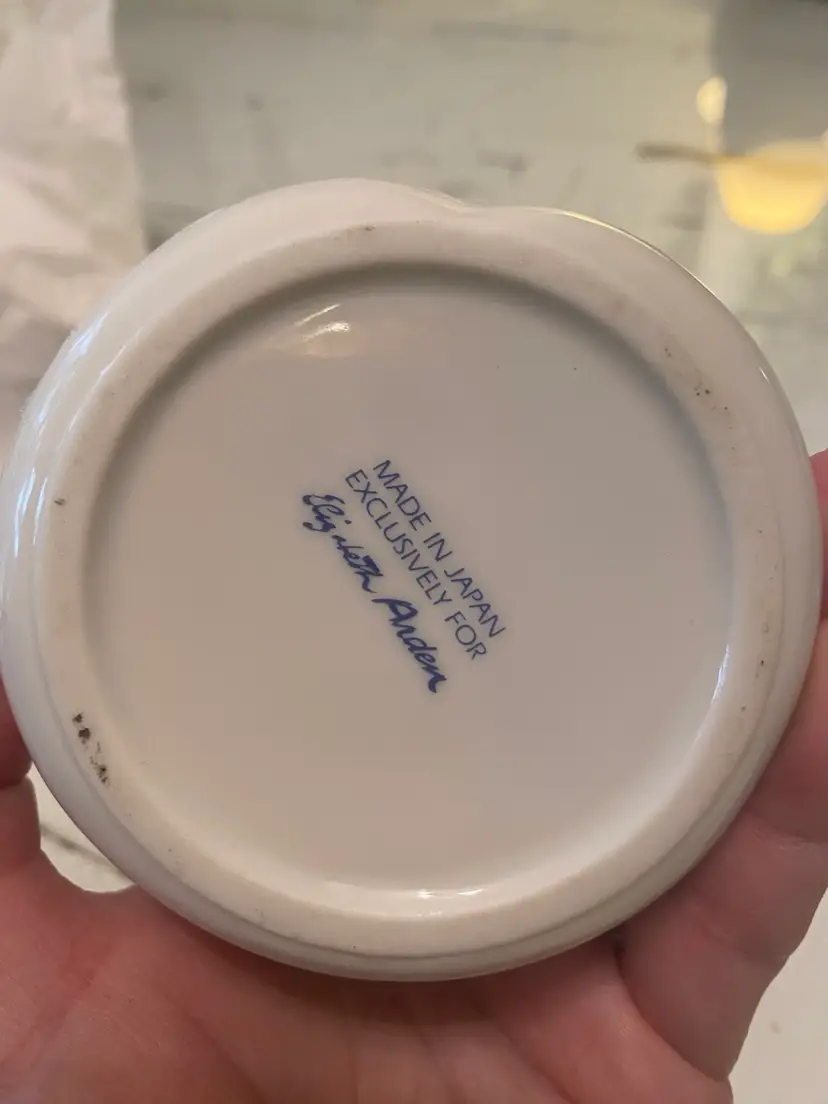 MADE IN JAPAN
EXCLUSIVELY FOR
Elizabeth Arden